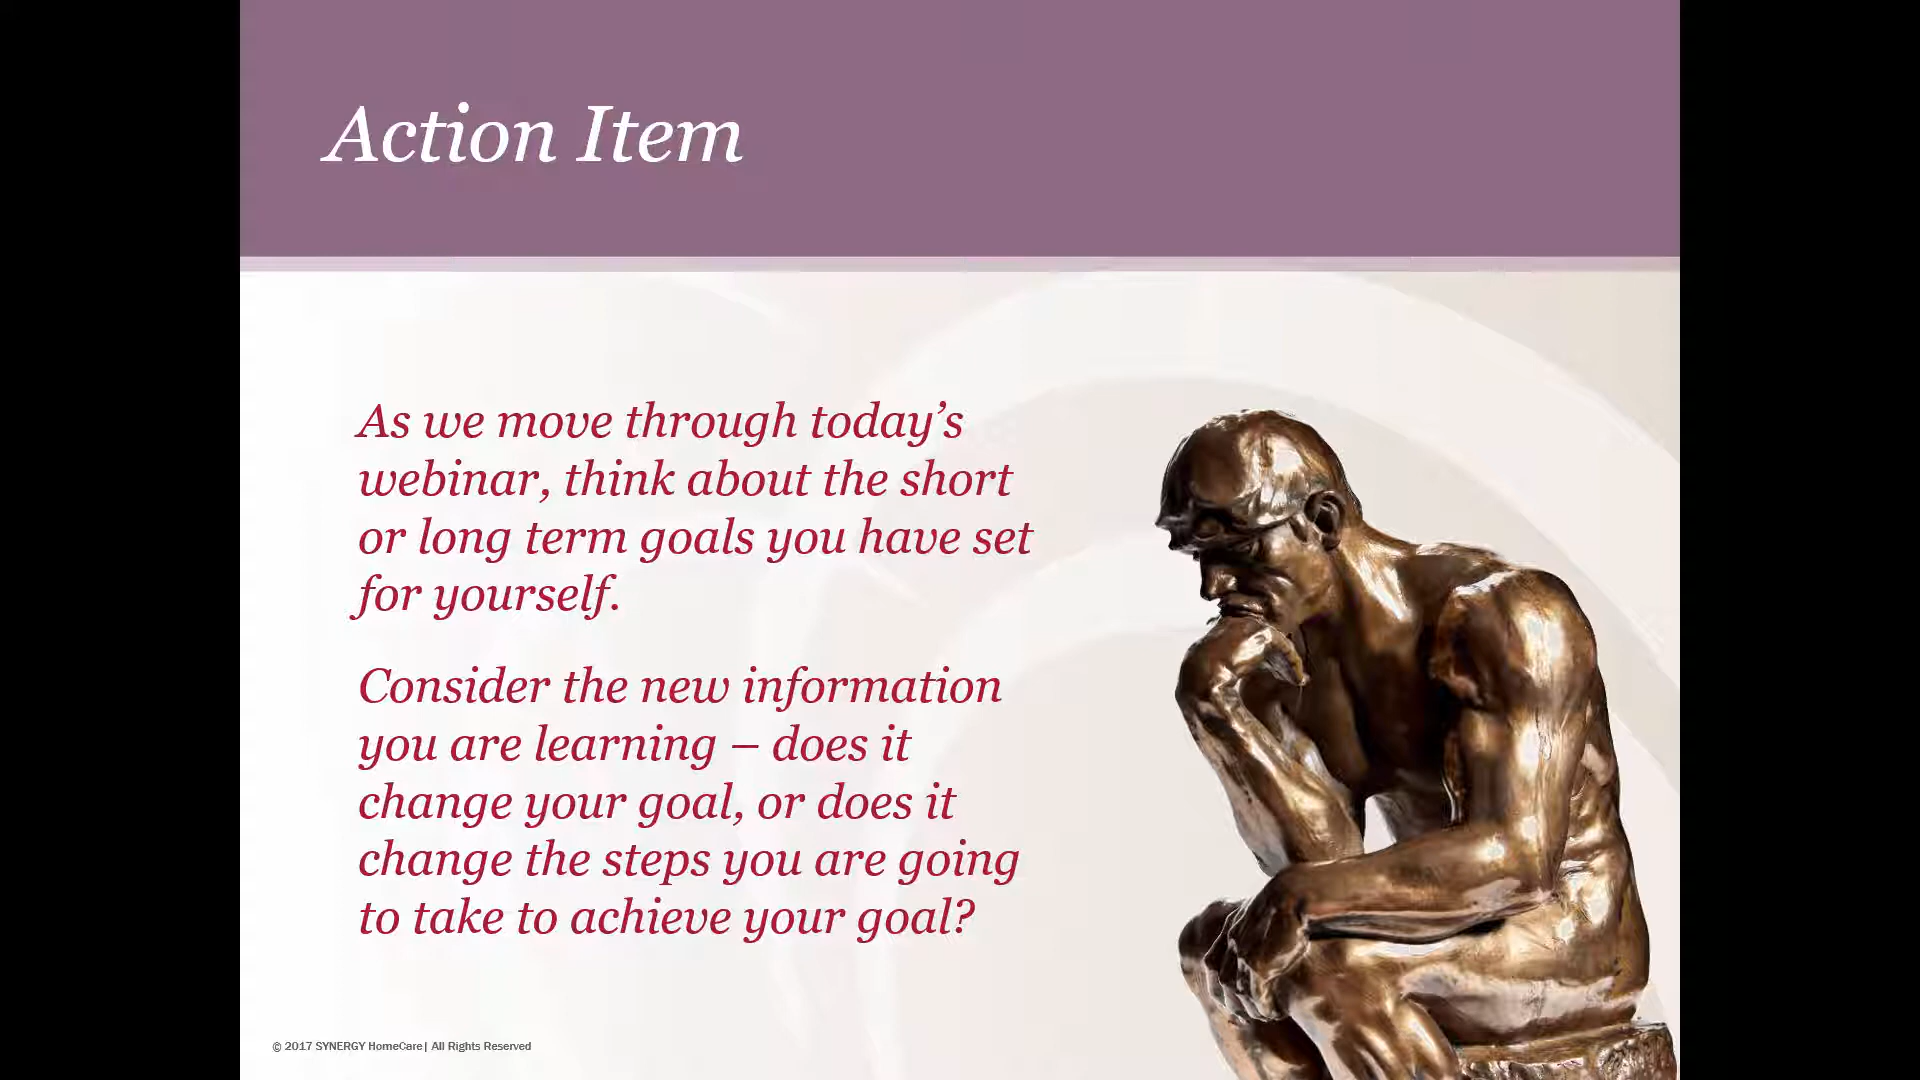 Action Item
As we move through today’s
webinar, think about the short
or long term goals you have set
for yourself.
Consider the new information
you are learning – does it
change your goal, or does it
change the steps you are going
to take to achieve your goal?
© 2017 SYNERGY HomeCare| All Rights Reserved